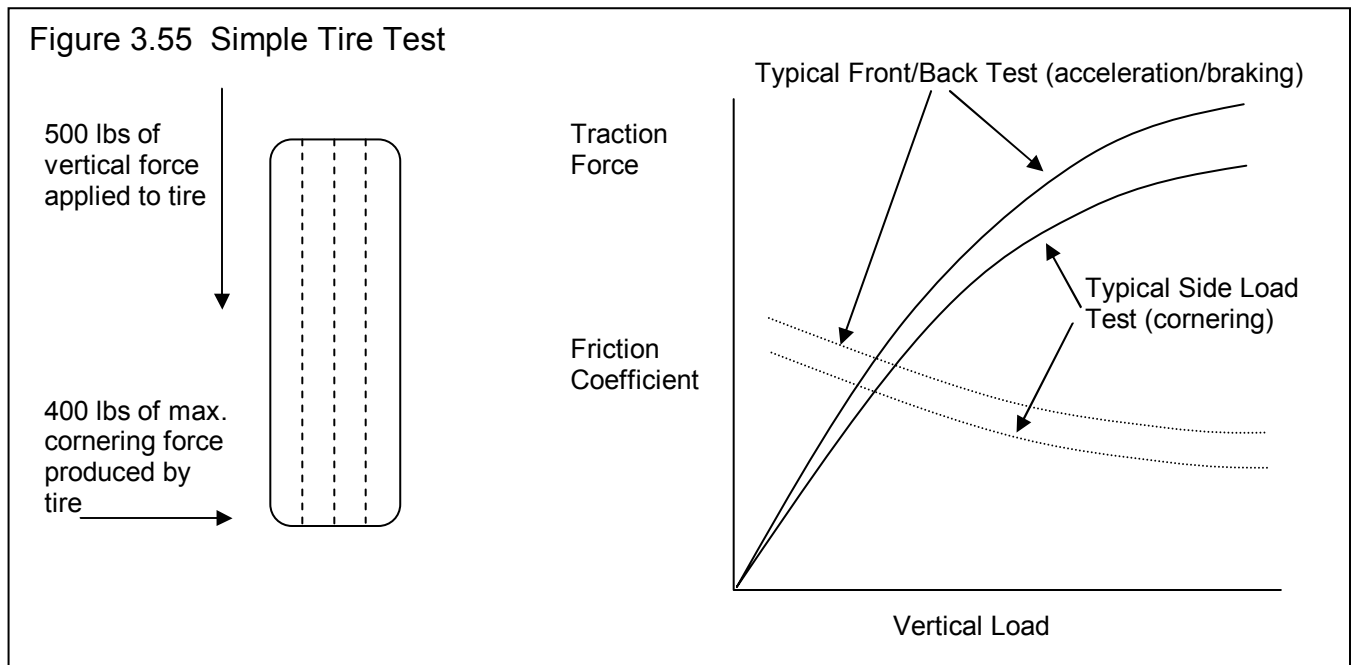 Figure 3.55 Simple Tire Test
500 lbs of
vertical force
applied to tire
400 lbs of max.
cornering force
produced by
tire
Typical Front/Back Test (acceleration/braking)
Traction
Force
Typical Side Load
Test (cornering)
Friction
Coefficient
Vertical Load